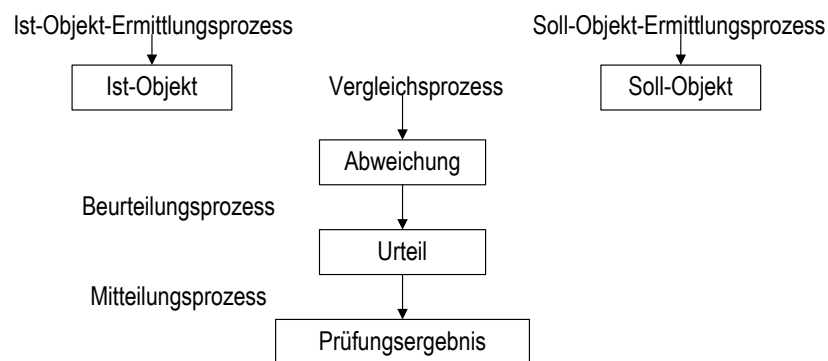 Ist-Objekt-Ermittlungsprozess
Soll-Objekt-Ermittlungsprozess
Ist-Objekt
Vergleichsprozess
Soll-Objekt
Abweichung
Beurteilungsprozess
Urteil
Mitteilungsprozess
Prüfungsergebnis